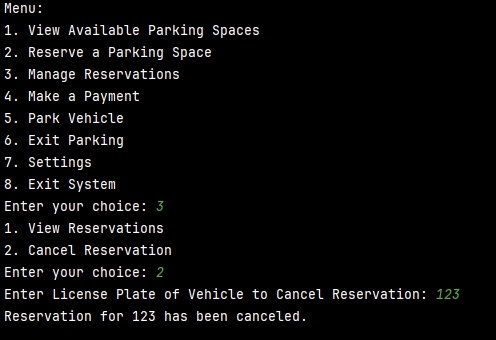 Menu:
1. View Available Parking Spaces
2. Reserve a Parking Space
3. Manage Reservations
4. Make a Payment
5. Park Vehicle
6. Exit Parking
7. Settings
8. Exit System
Enter your choice: 3
1. View Reservations
2. Cancel Reservation
Enter your choice: 2
Enter License Plate of Vehicle to Cancel Reservation: 123
Reservation for 123 has been canceled.